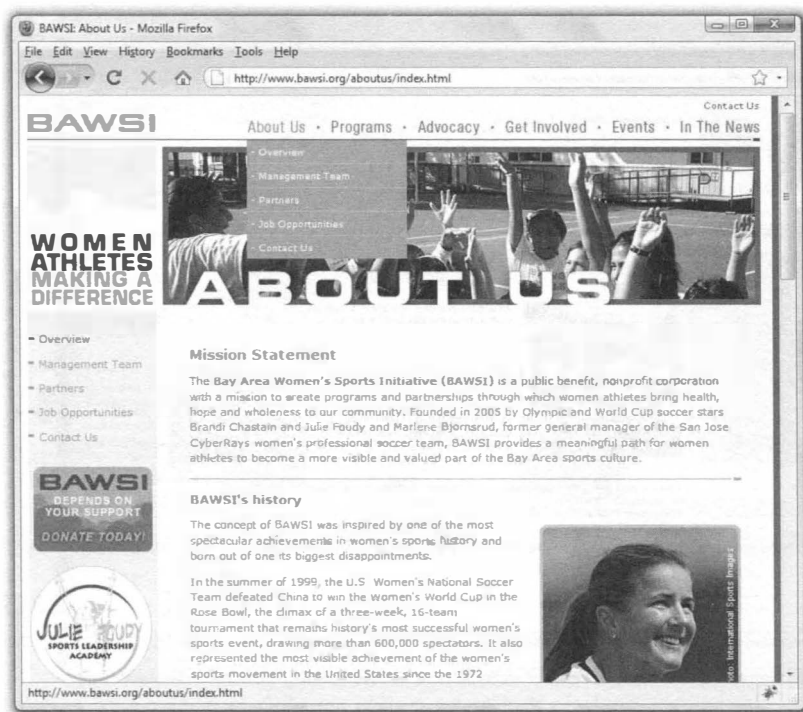 BAWSI: About Us - Mozilla Firefox
File Edit View History Bookmarks Tools Help
http://www.bawsi.org/aboutus/index.html
Contact Us
BAWSI
About Us • Programs • Advocacy • Get Involved • Events • In The News
- Overview
- Management Team
- Partners
- Job Opportunities
- Contact Us
WOMEN
ATHLETES
MAKING A
DIFFERENCE
ABOUT US
- Overview
- Management Team
- Partners
- Job Opportunities
- Contact Us
BAWSI
DEPENDS ON
YOUR SUPPORT
DONATE TODAY!
JULIE FOUDY
SPORTS LEADERSHIP
ACADEMY
Mission Statement
The Bay Area Women's Sports Initiative (BAWSI) is a public benefit, nonprofit corporation
with a mission to create programs and partnerships through which women athletes bring health,
hope and wholeness to our community. Founded in 2005 by Olympic and World Cup soccer stars
Brandi Chastain and Julie Foudy and Marlene Bjornsrud, former general manager of the San Jose
CyberRays women's professional soccer team, BAWSI provides a meaningful path for women
athletes to become a more visible and valued part of the Bay Area sports culture.
BAWSI's history
The concept of BAWSI was inspired by one of the most
spectacular achievements in women's sports history and
born out of one its biggest disappointments.
In the summer of 1999, the U.S Women's National Soccer
Team defeated China to win the Women's World Cup in the
Rose Bowl, the climax of a three-week, 16-team
tournament that remains history's most successful women's
sports event, drawing more than 600,000 spectators. It also
represented the most visible achievement of the women's
sports movement in the United States since the 1972
hoto: International Sports Images
http://www.bawsi.org/aboutus/index.html